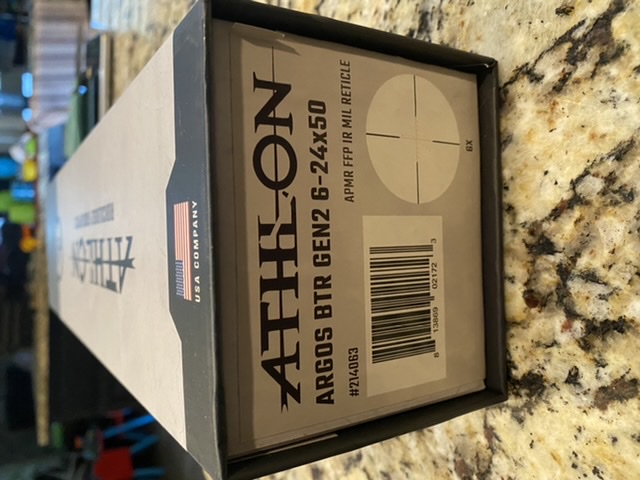 ATHLON
ARGOS BTR GEN2 6-24x50
APMR FFP IR MIL RETICLE
6X
#214063
8 13869 02172 3
USA COMPANY
ATHLON